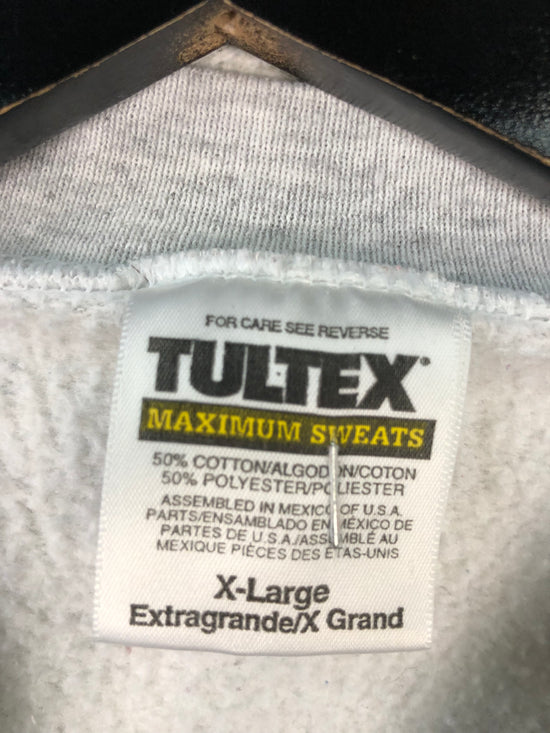 FOR CARE SEE REVERSE
TULTEX®
MAXIMUM SWEATS
50% COTTON/ALGODON/COTON
50% POLYESTER/POLIESTER
ASSEMBLED IN MEXICO OF U.S.A.
PARTS/ENSAMBLADO EN MÉXICO DE
PARTES DE U.S.A./ASSEMBLÉ AU
MEXIQUE PIÈCES DES ÉTAS-UNIS
X-Large
Extragrande/X Grand